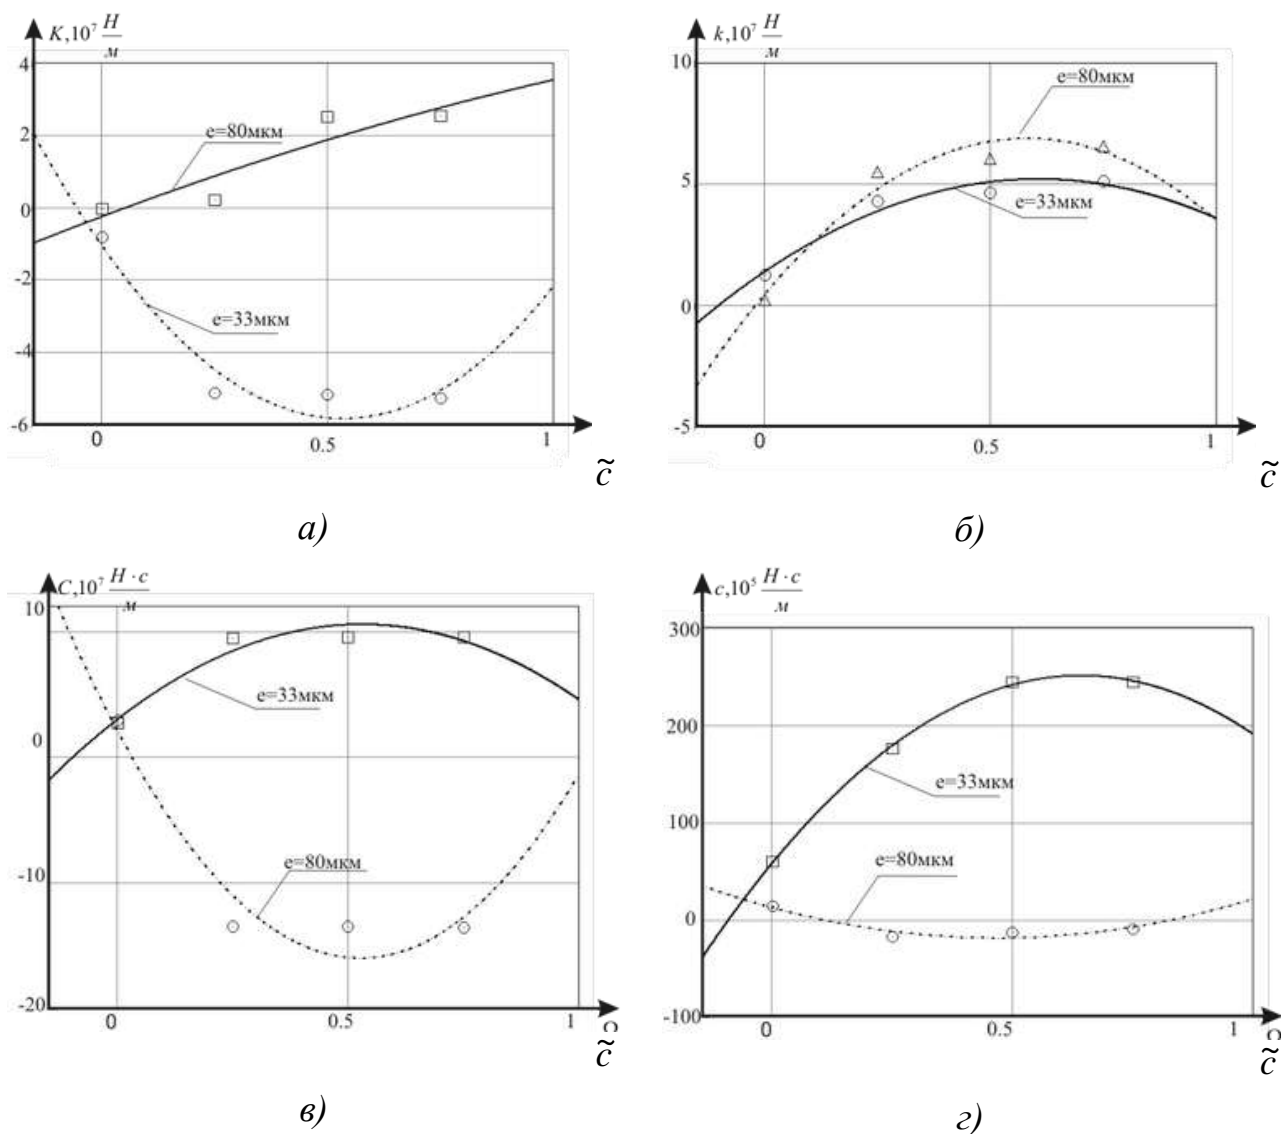 K,10⁷ Н/м
4
2
0
-2
-4
-6
e=80мкм
e=33мкм
0
0.5
1
c̃
а)
k,10⁷ Н/м
10
5
0
-5
e=80мкм
e=33мкм
0
0.5
1
c̃
б)
C,10⁷ Н·с/м
10
0
-10
-20
e=33мкм
e=80мкм
0
0.5
1
c̃
в)
c,10⁵ Н·с/м
300
200
100
0
-100
e=33мкм
e=80мкм
0
0.5
1
c̃
г)